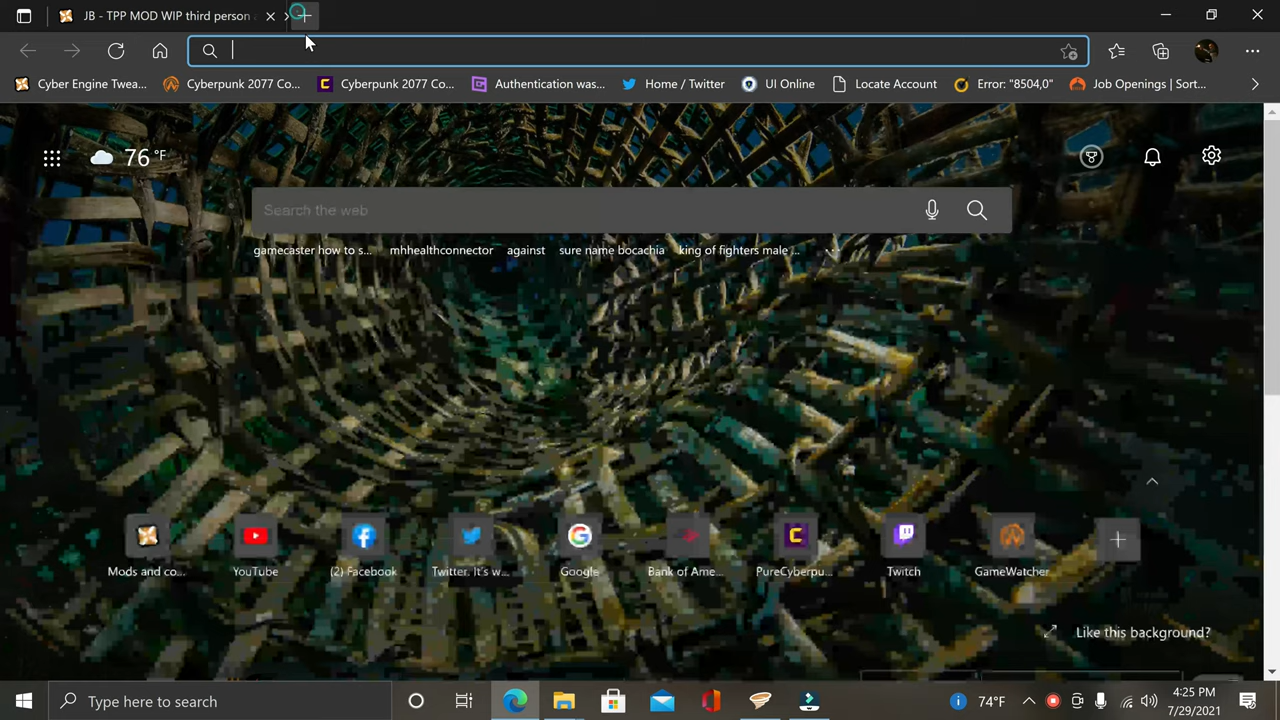 JB - TPP MOD WIP third person
Cyber Engine Twea... Cyberpunk 2077 Co... Cyberpunk 2077 Co... Authentication was... Home / Twitter UI Online Locate Account Error: "8504,0" Job Openings | Sort...
76 °F
Search the web
gamecaster how to s... mhhealthconnector against sure name bocachia king of fighters male ... ...
Mods and co... YouTube (2) Facebook Twitter. It's w... Google Bank of Ame... PureCyberpu... Twitch GameWatcher
Like this background?
Type here to search 74°F 4:25 PM
7/29/2021